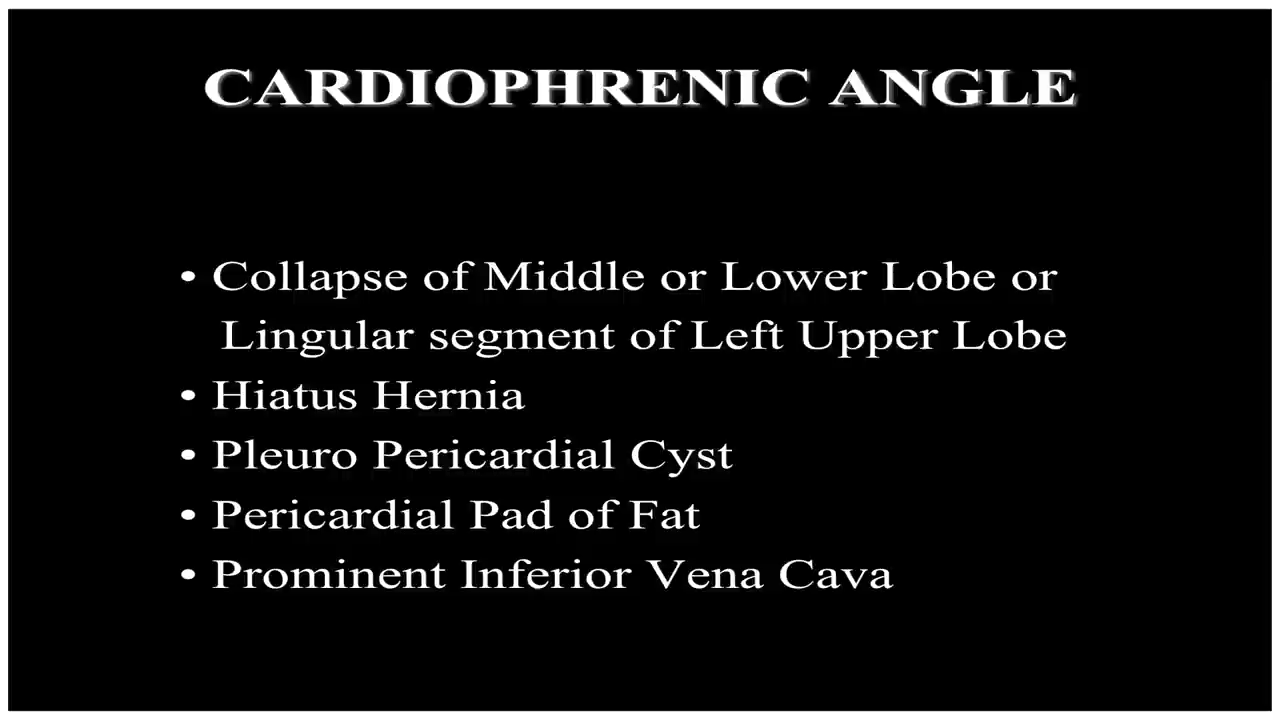 CARDIOPHRENIC ANGLE
• Collapse of Middle or Lower Lobe or
Lingular segment of Left Upper Lobe
• Hiatus Hernia
• Pleuro Pericardial Cyst
• Pericardial Pad of Fat
• Prominent Inferior Vena Cava